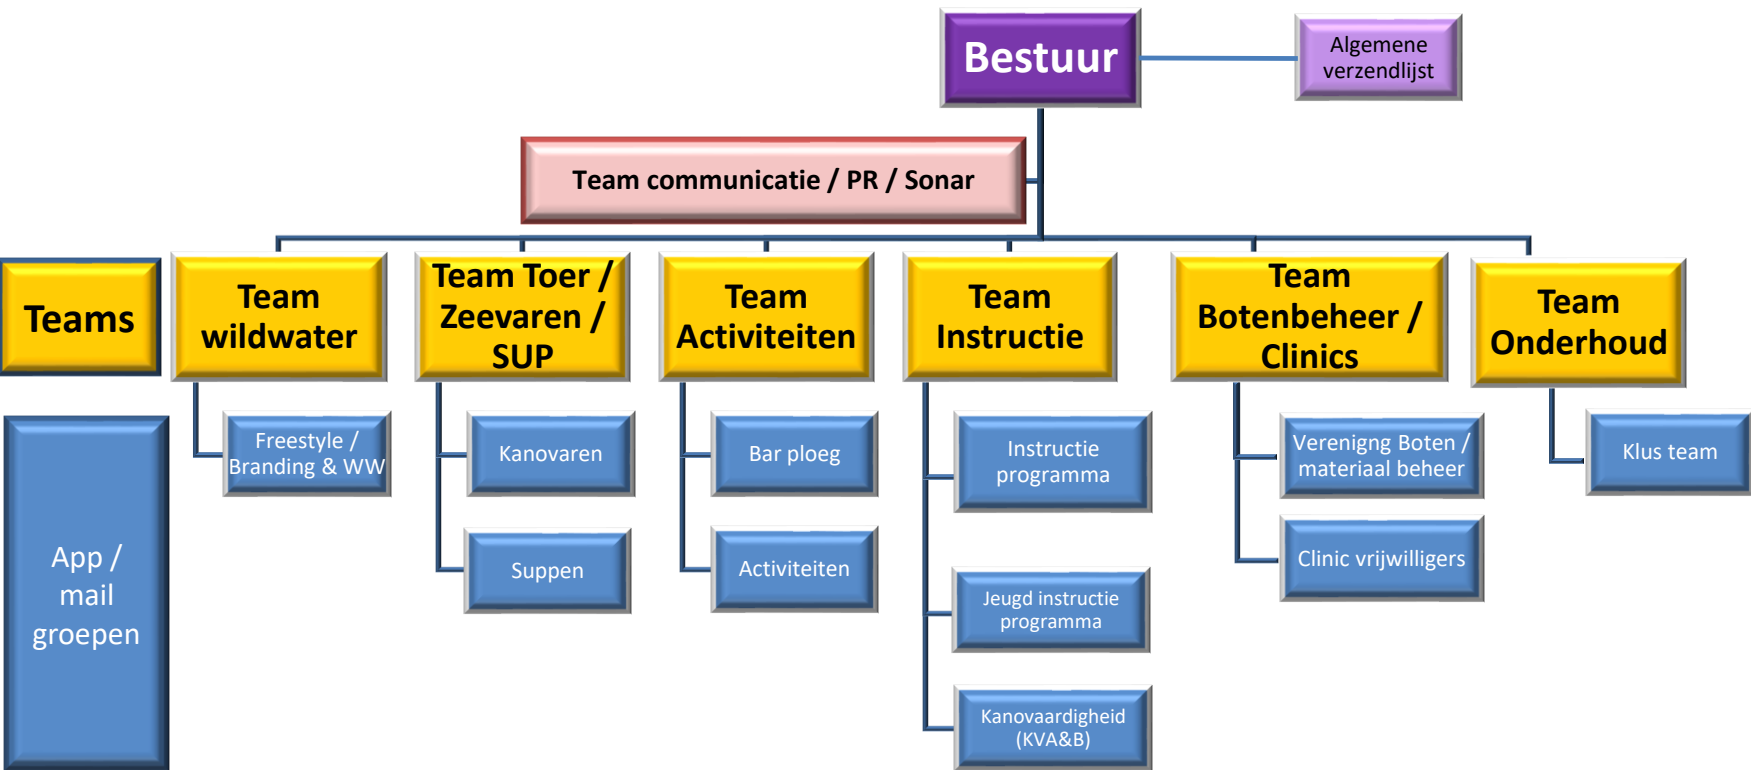 Bestuur
Algemene
verzendlijst
Team communicatie / PR / Sonar
Teams
Team
wildwater
Team Toer /
Zeevaren /
SUP
Team
Activiteiten
Team
Instructie
Team
Botenbeheer /
Clinics
Team
Onderhoud
App /
mail
groepen
Freestyle /
Branding & WW
Kanovaren
Suppen
Bar ploeg
Activiteiten
Instructie
programma
Jeugd instructie
programma
Kanovaardigheid
(KVA&B)
Verenigng Boten /
materiaal beheer
Clinic vrijwilligers
Klus team